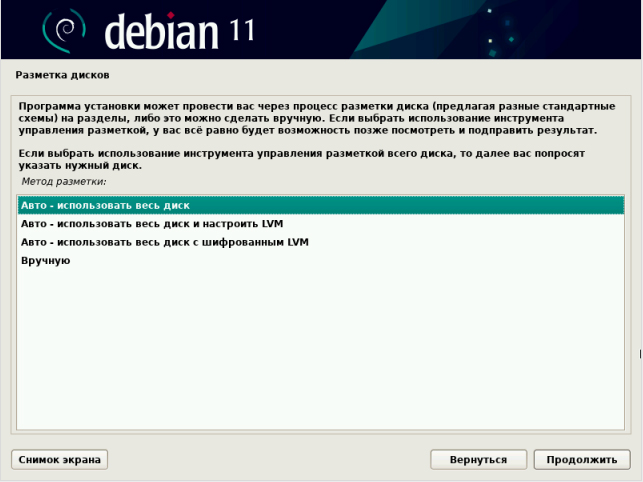 debian 11
Разметка дисков
Программа установки может провести вас через процесс разметки диска (предлагая разные стандартные
схемы) на разделы, либо это можно сделать вручную. Если выбрать использование инструмента
управления разметкой, у вас всё равно будет возможность позже посмотреть и подправить результат.
Если выбрать использование инструмента управления разметкой всего диска, то далее вас попросят
указать нужный диск.
Метод разметки:
Авто - использовать весь диск
Авто - использовать весь диск и настроить LVM
Авто - использовать весь диск с шифрованным LVM
Вручную
Снимок экрана
Вернуться
Продолжить